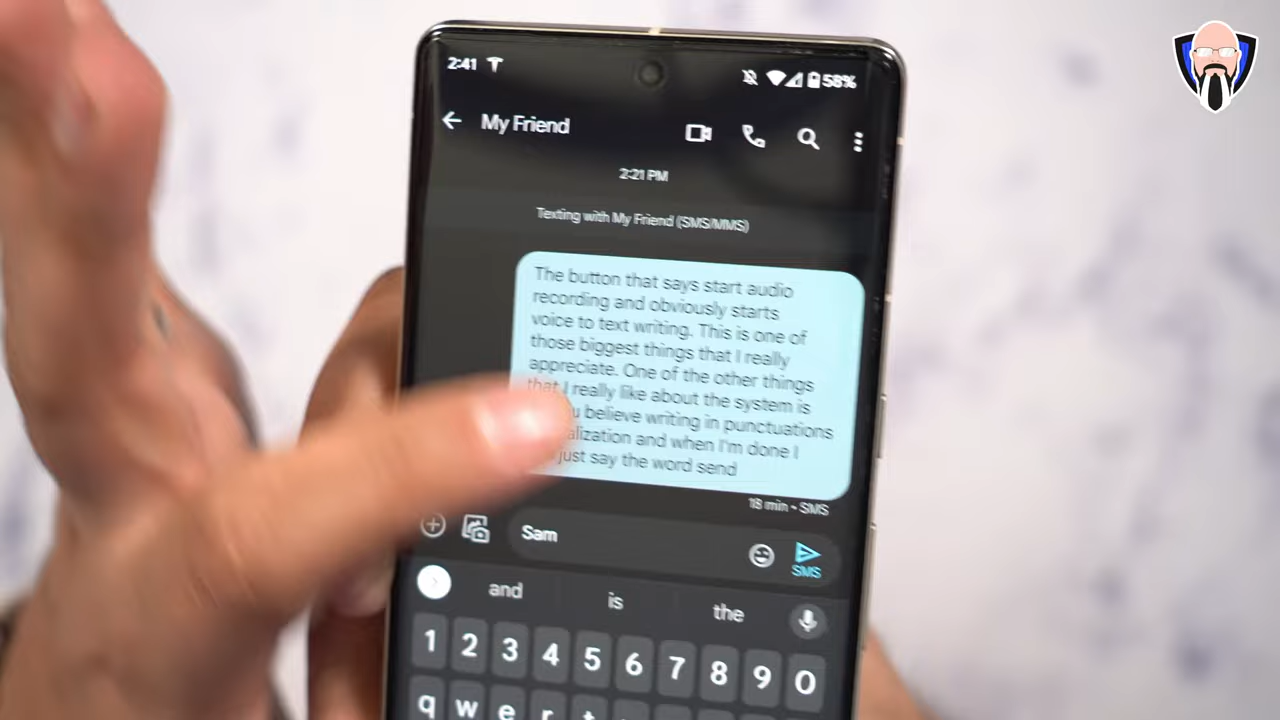 2:41
58%
My Friend
2:21 PM
Texting with My Friend (SMS/MMS)
The button that says start audio
recording and obviously starts
voice to text writing. This is one of
those biggest things that I really
appreciate. One of the other things
that I really like about the system is
believe writing in punctuations
and when I'm done I
just say the word send
18 min • SMS
Sam
SMS
and is the
1 2 3 4 5 6 7 8 9 0
q w e r t